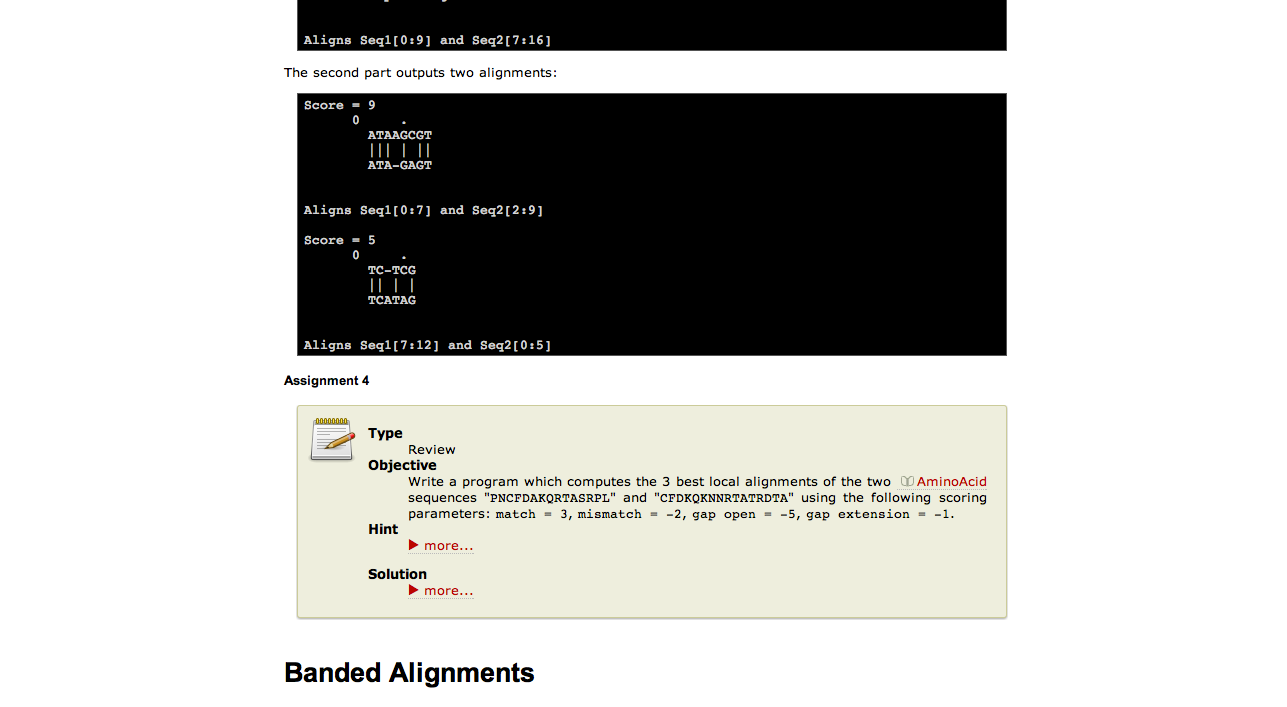 Aligns Seq1[0:9] and Seq2[7:16]
The second part outputs two alignments:
Score = 9
0     .
ATAAGCGT
||| | ||
ATA-GAGT
Aligns Seq1[0:7] and Seq2[2:9]
Score = 5
0     .
TC-TCG
|| | |
TCATAG
Aligns Seq1[7:12] and Seq2[0:5]
Assignment 4
Type
Review
Objective
Write a program which computes the 3 best local alignments of the two AminoAcid
sequences "PNCFDAKQRTASRPL" and "CFDKQKNNRTATRDTA" using the following scoring
parameters: match = 3, mismatch = -2, gap open = -5, gap extension = -1.
Hint
▶ more...
Solution
▶ more...
Banded Alignments